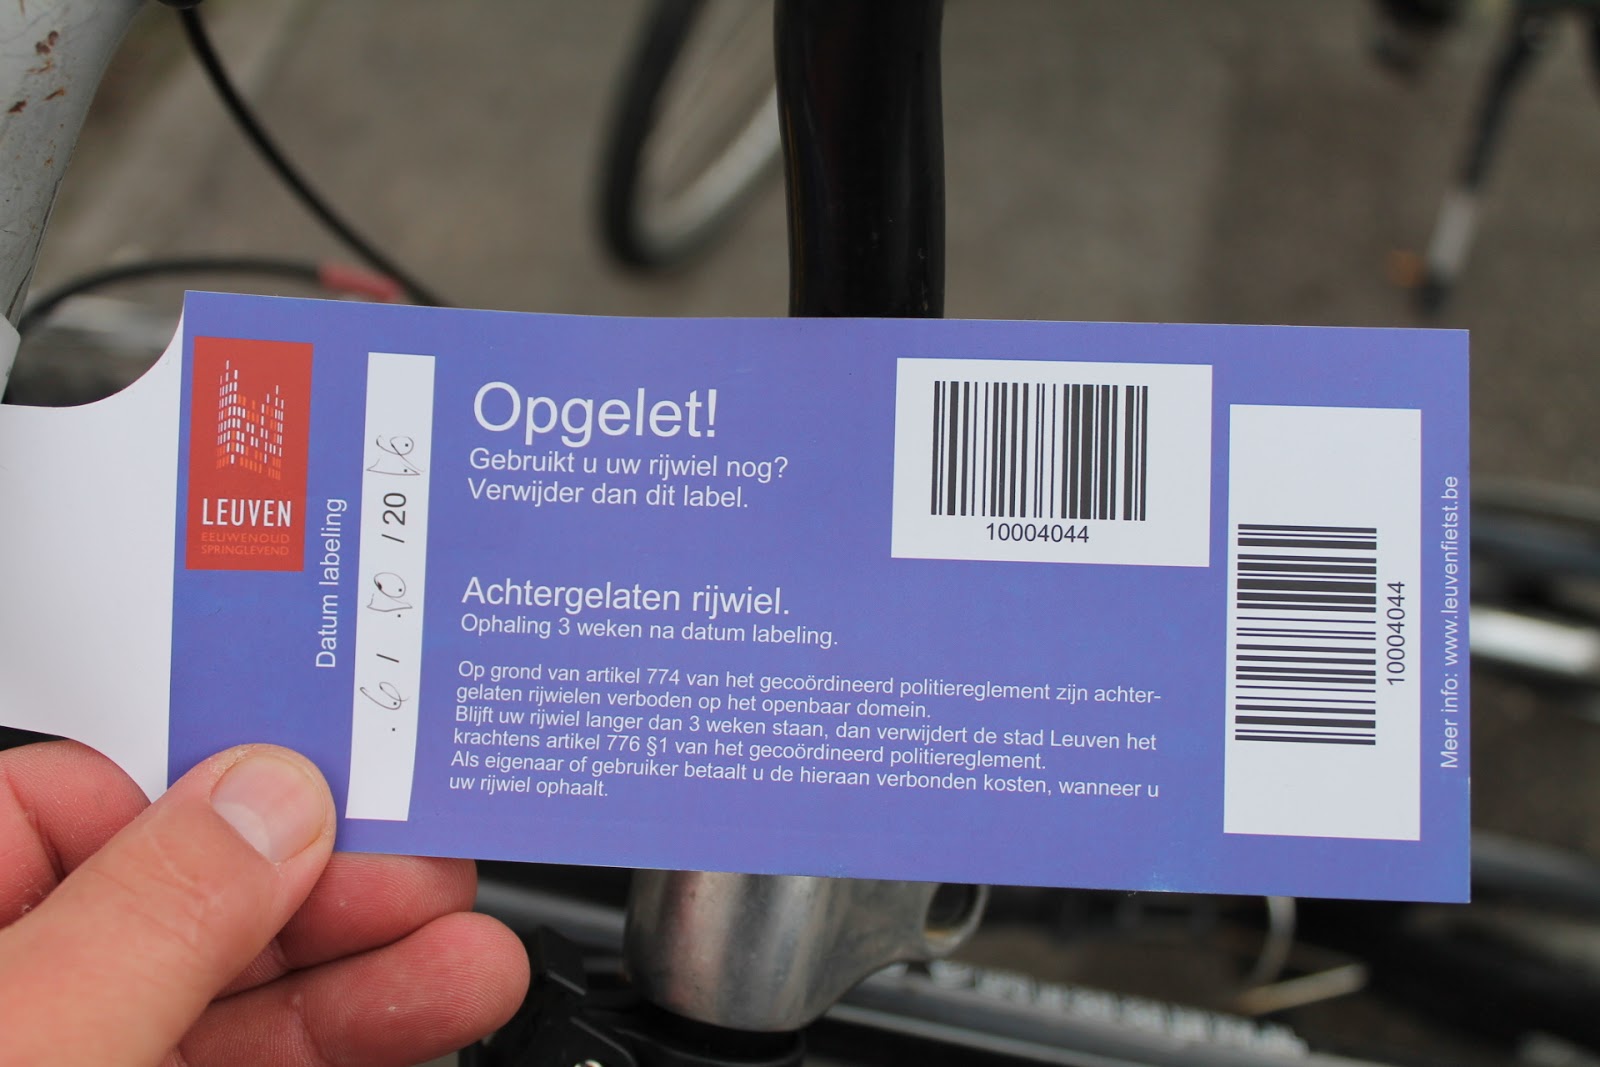 LEUVEN
EEUWENOUD
SPRINGLEVEND
Datum labeling
/ 20
Opgelet!
Gebruikt u uw rijwiel nog?
Verwijder dan dit label.
Achtergelaten rijwiel.
Ophaling 3 weken na datum labeling.
Op grond van artikel 774 van het gecoördineerd politiereglement zijn achter-
gelaten rijwielen verboden op het openbaar domein.
Blijft uw rijwiel langer dan 3 weken staan, dan verwijdert de stad Leuven het
krachtens artikel 776 §1 van het gecoördineerd politiereglement.
Als eigenaar of gebruiker betaalt u de hieraan verbonden kosten, wanneer u
uw rijwiel ophaalt.
10004044
10004044
Meer info: www.leuvenfietst.be